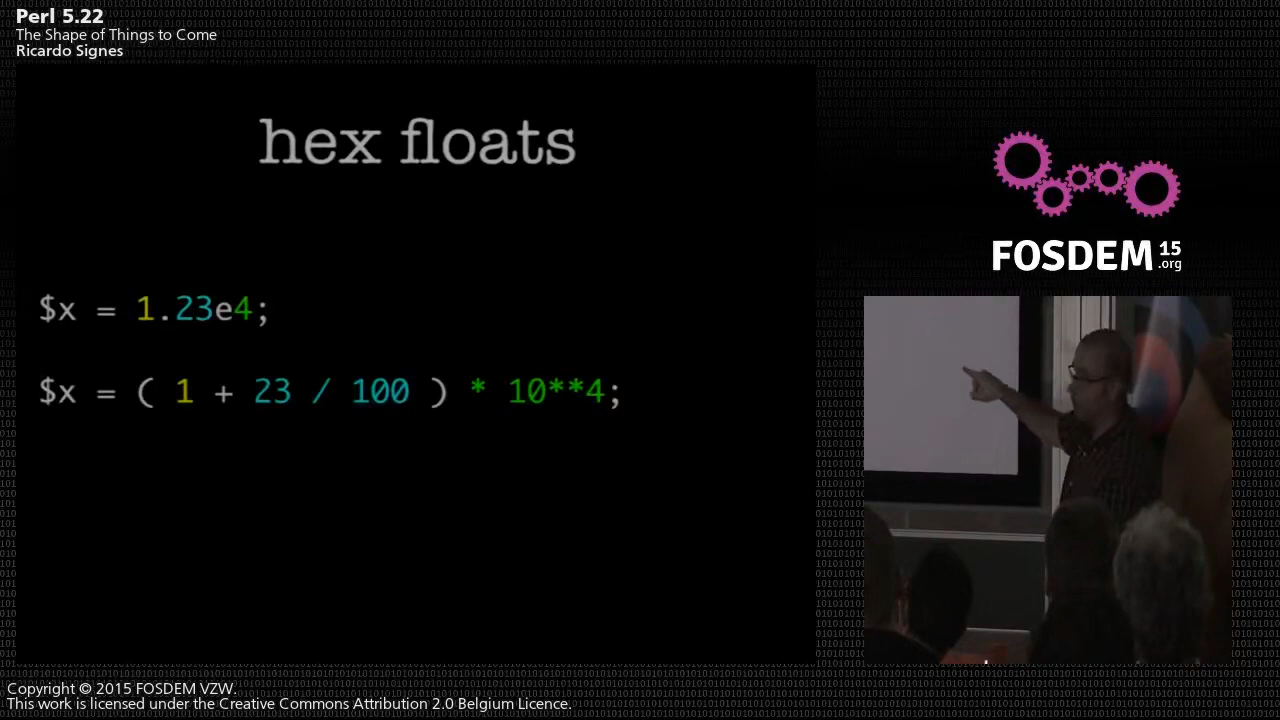 Perl 5.22
The Shape of Things to Come
Ricardo Signes
hex floats
$x = 1.23e4;
$x = ( 1 + 23 / 100 ) * 10**4;
FOSDEM 15
.org
Copyright © 2015 FOSDEM VZW.
This work is licensed under the Creative Commons Attribution 2.0 Belgium Licence.